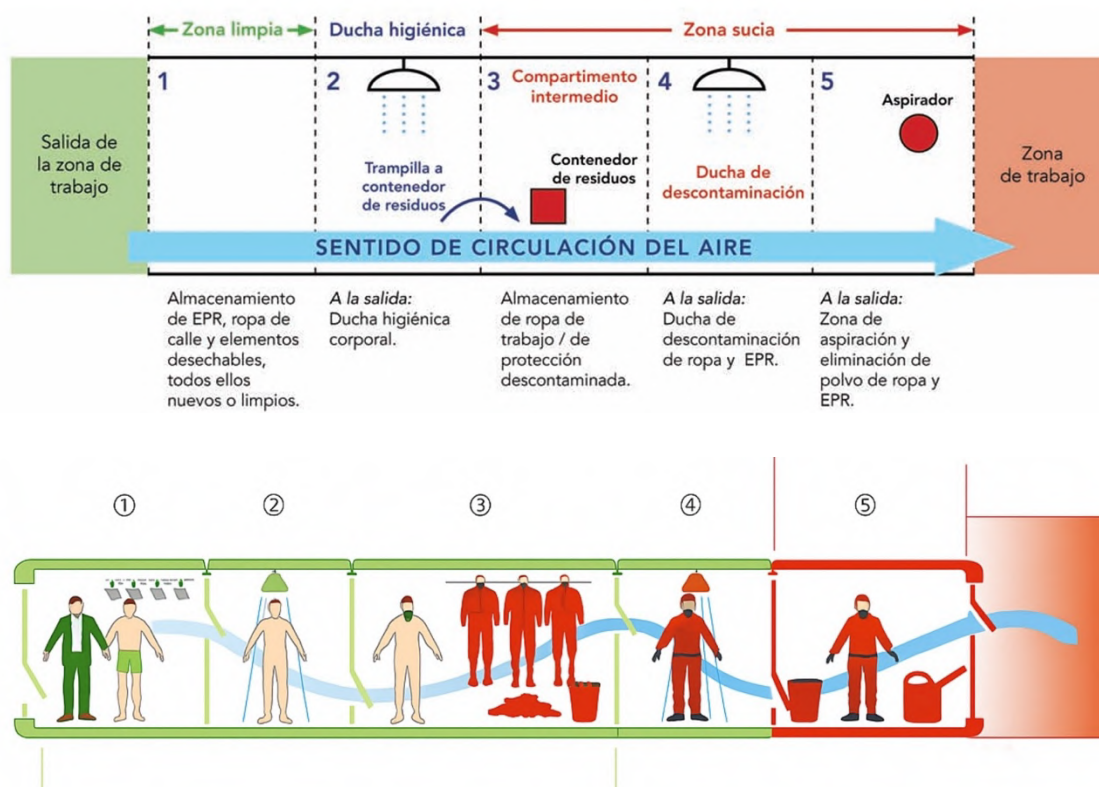 Zona limpia
Ducha higiénica
Zona sucia
Salida de
la zona de
trabajo
1
2
Trampilla a
contenedor
de residuos
3
Compartimento
intermedio
Contenedor
de residuos
4
Ducha de
descontaminación
5
Aspirador
Zona
de trabajo
SENTIDO DE CIRCULACIÓN DEL AIRE
Almacenamiento
de EPR, ropa de
calle y elementos
desechables,
todos ellos
nuevos o limpios.
A la salida:
Ducha higiénica
corporal.
Almacenamiento
de ropa de
trabajo / de
protección
descontaminada.
A la salida:
Ducha de
descontaminación
de ropa y EPR.
A la salida:
Zona de
aspiración y
eliminación de
polvo de ropa y
EPR.
①
②
③
④
⑤